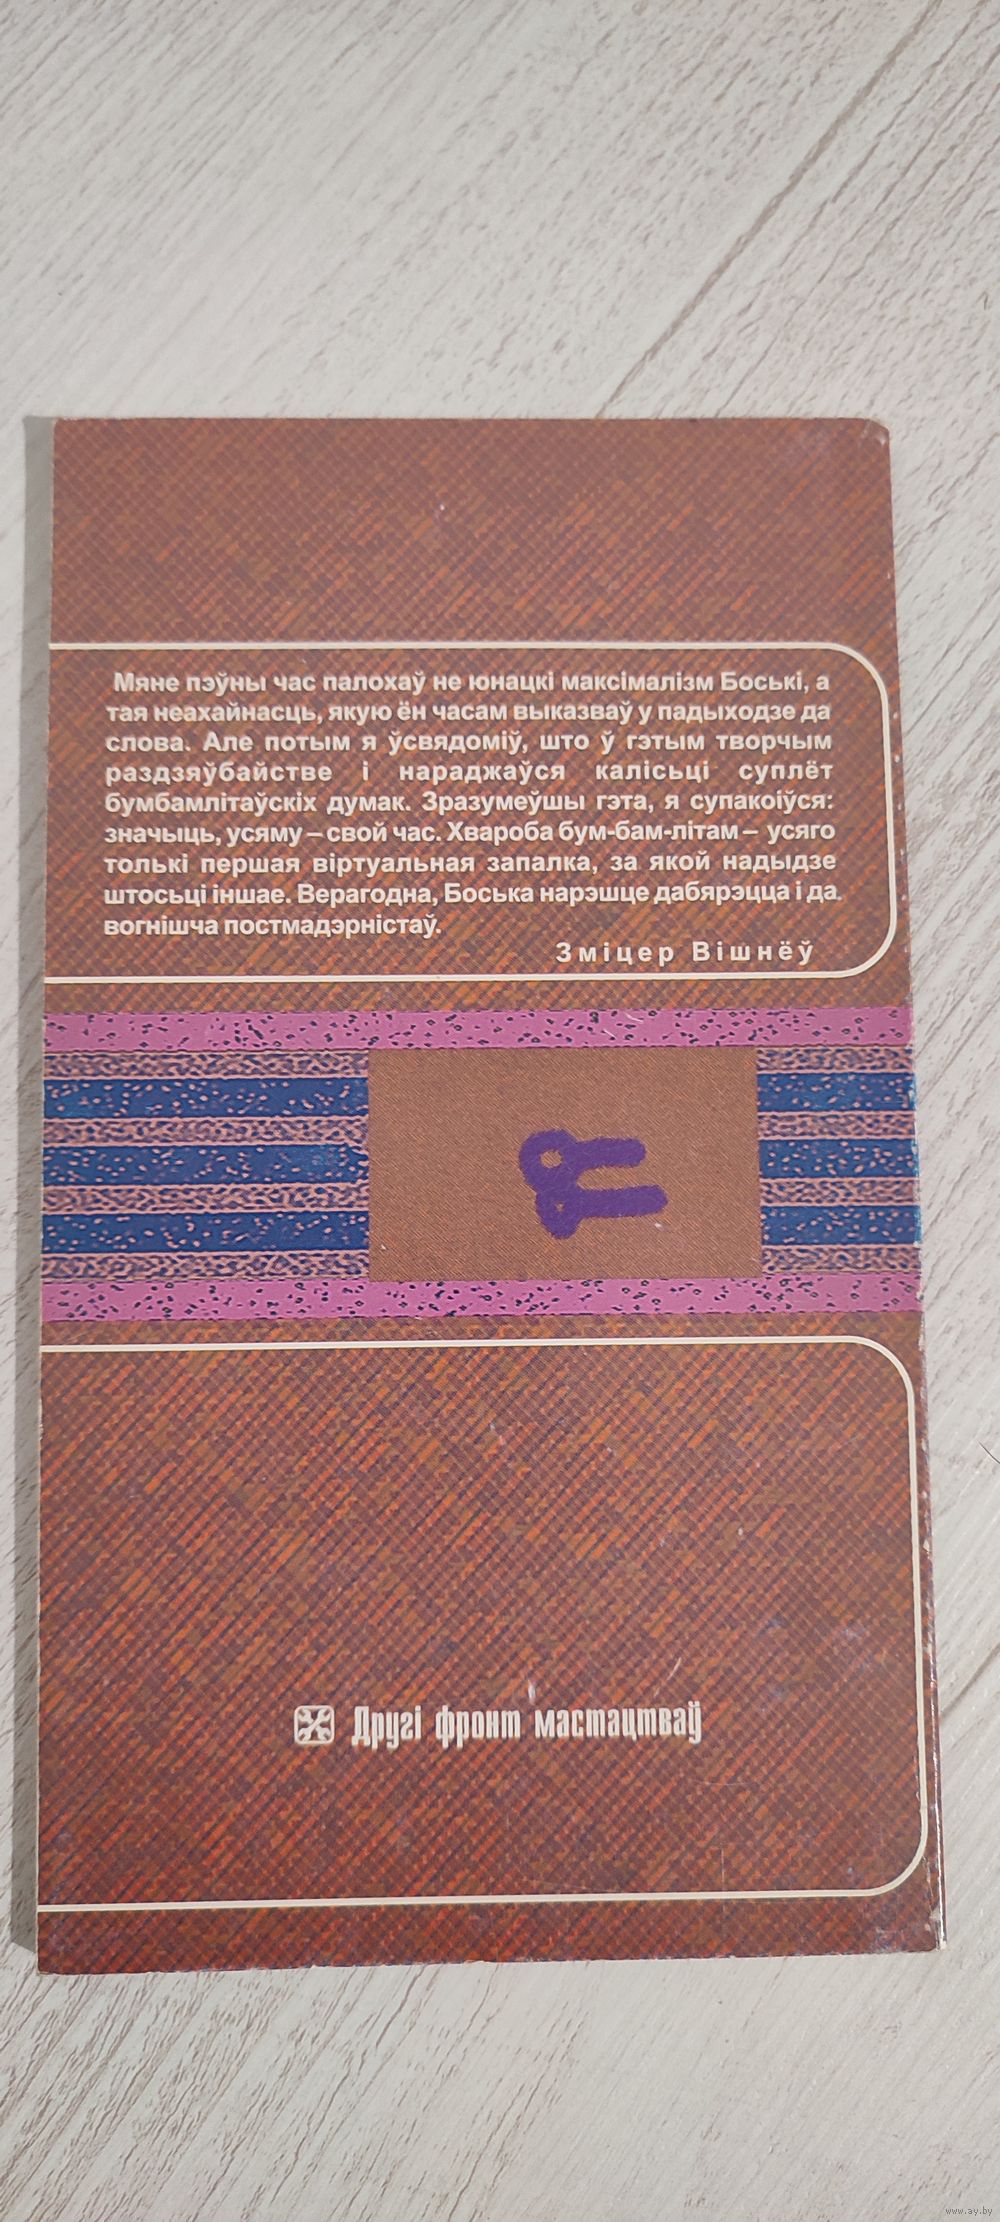 Мяне пэўны час палохаў не юнацкі максімалізм Боські, а
тая неахайнасць, якую ён часам выказваў у падыходзе да
слова. Але потым я ўсвядоміў, што ў гэтым творчым
раздзяўбайстве і нараджаўся калісьці суплёт
бумбамлітаўскіх думак. Зразумеўшы гэта, я супакоіўся:
значыць, усяму – свой час. Хвароба бум-бам-літам – усяго
толькі першая віртуальная запалка, за якой надыдзе
штосьці іншае. Верагодна, Боська нарэшце дабярэцца і да
вогнішча постмадэрністаў.
Зміцер Вішнёў
Другі фронт мастацтваў
www.ay.by